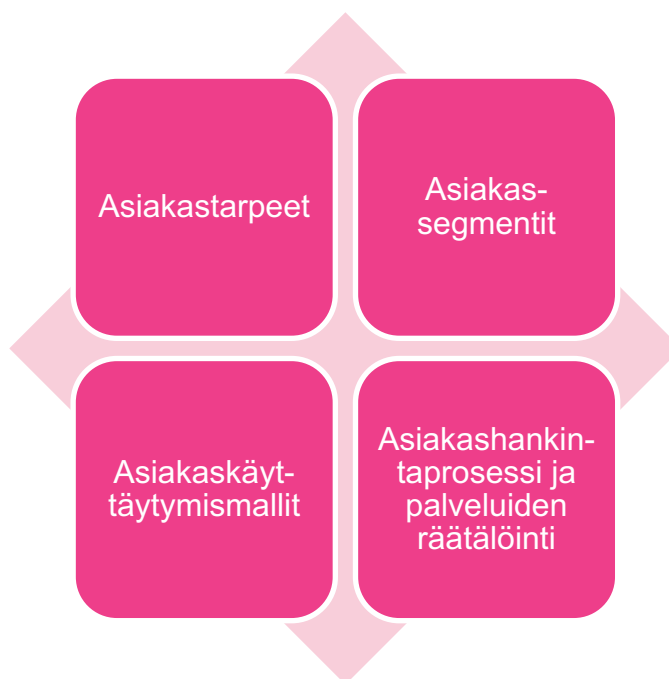 Asiakastarpeet
Asiakas-
segmentit
Asiakaskäyt-
täytymismallit
Asiakashankin-
taprosessi ja
palveluiden
räätälöinti